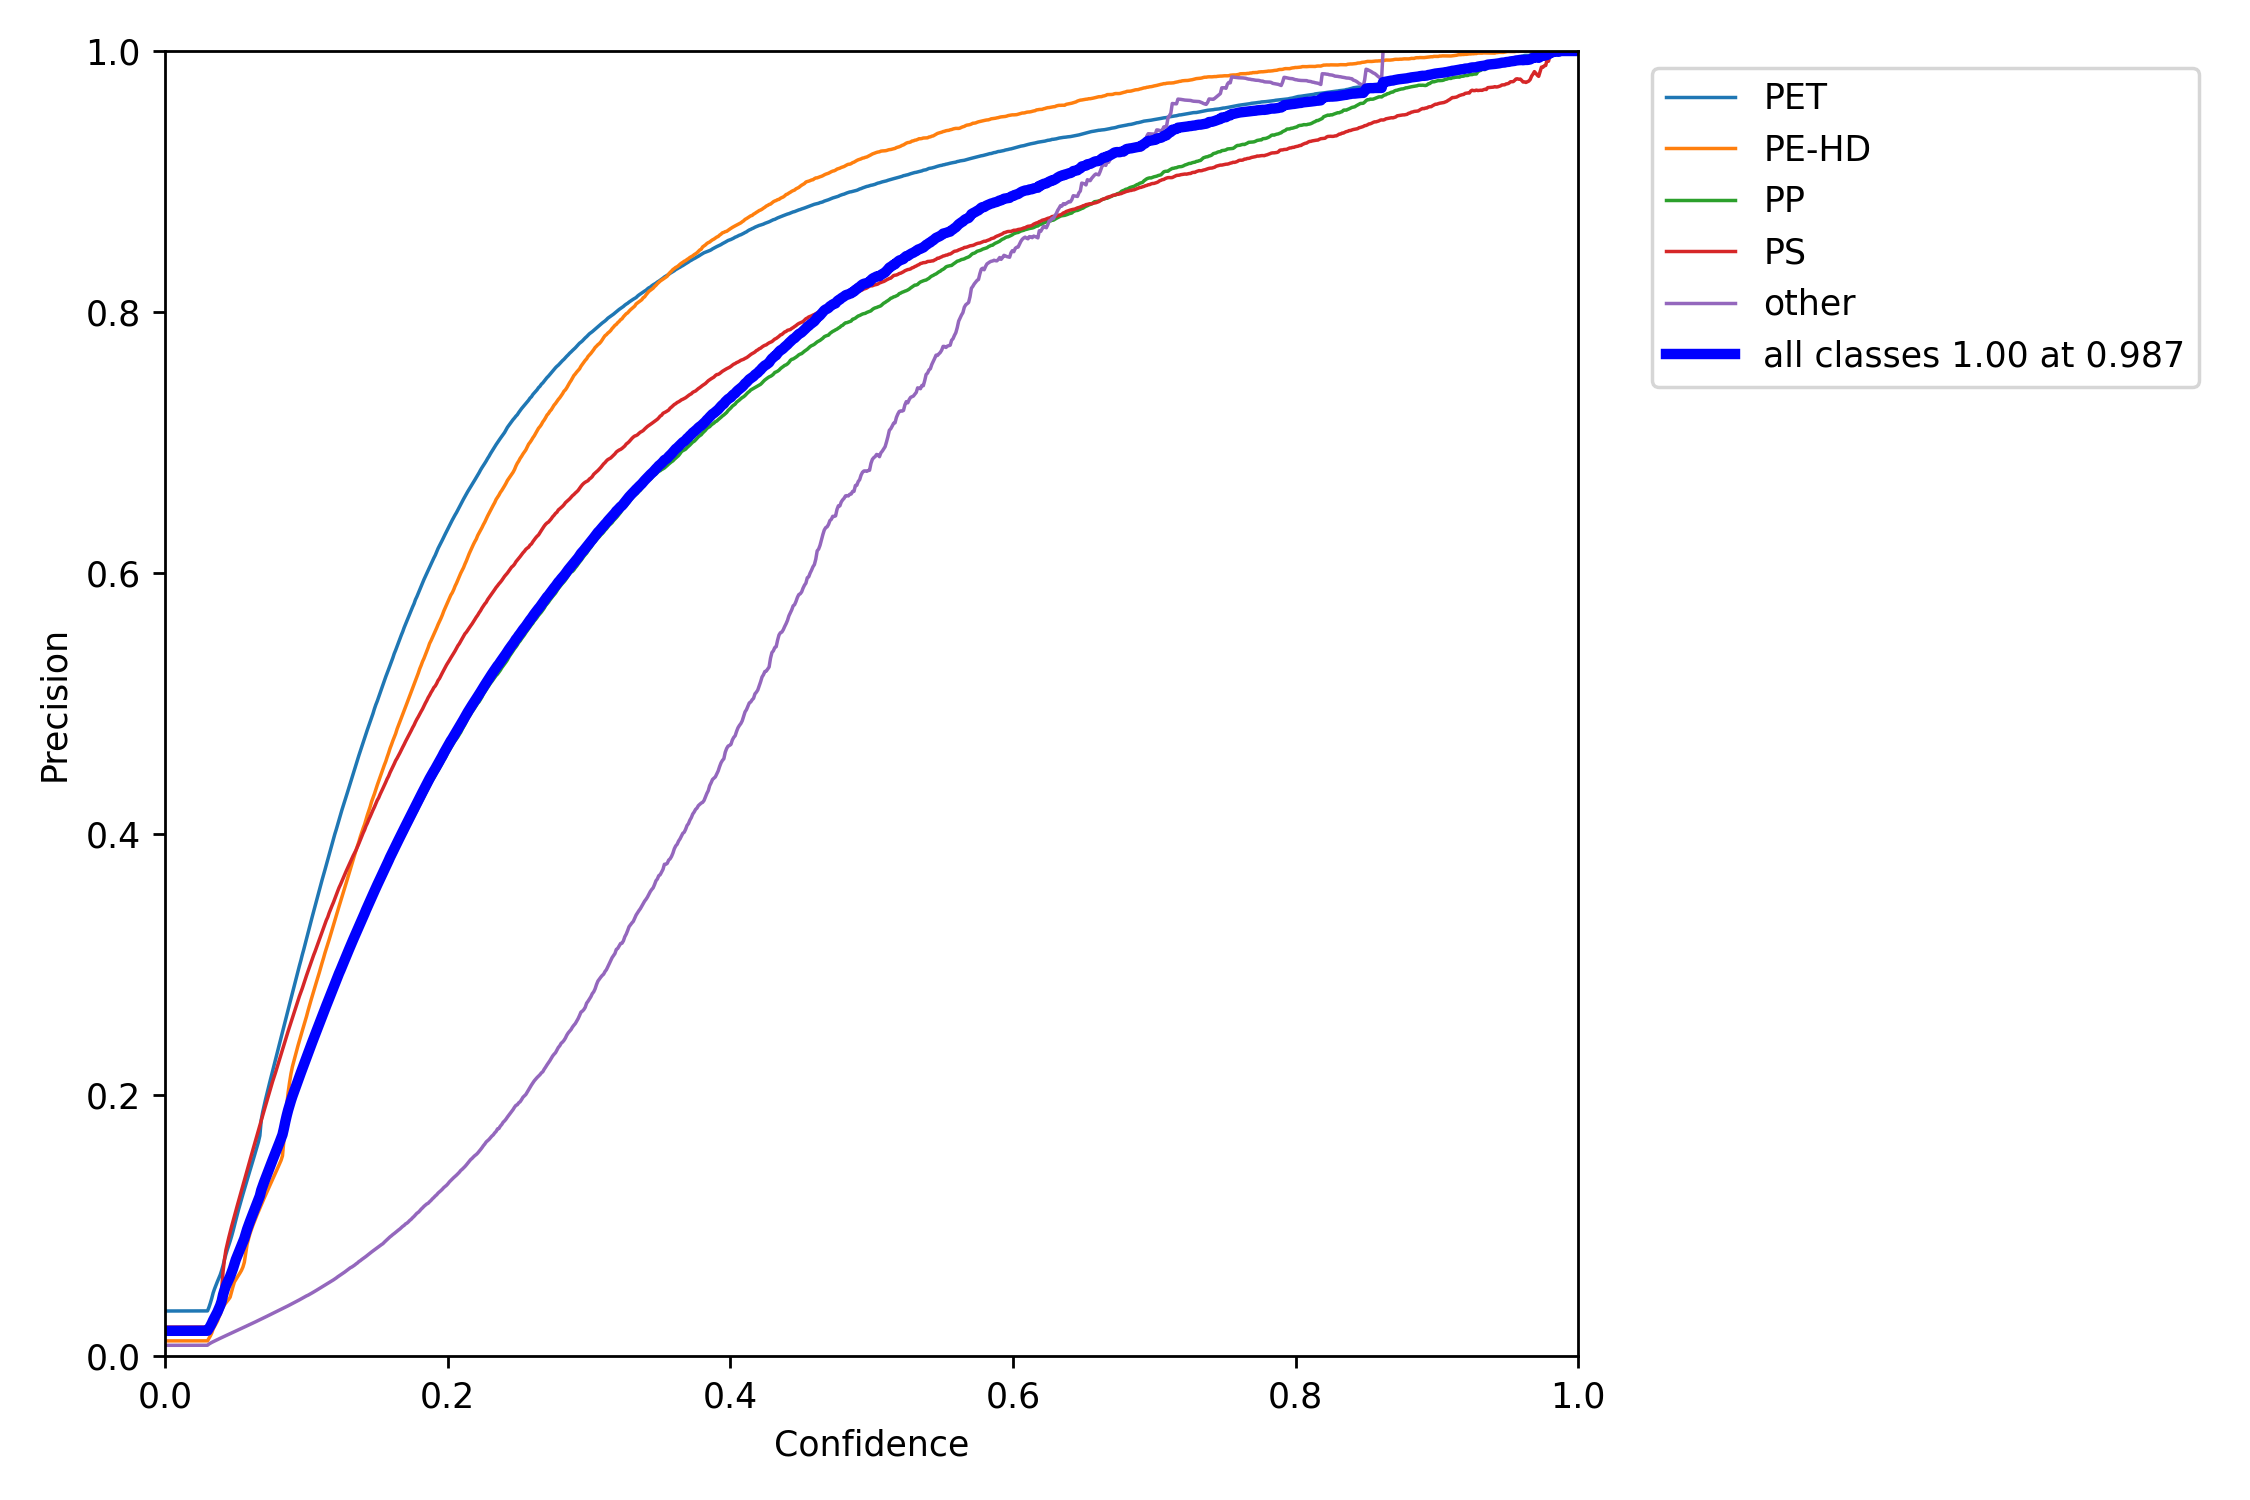 1.0
0.8
0.6
0.4
0.2
0.0
Precision
0.0 0.2 0.4 0.6 0.8 1.0
Confidence
PET
PE-HD
PP
PS
other
all classes 1.00 at 0.987